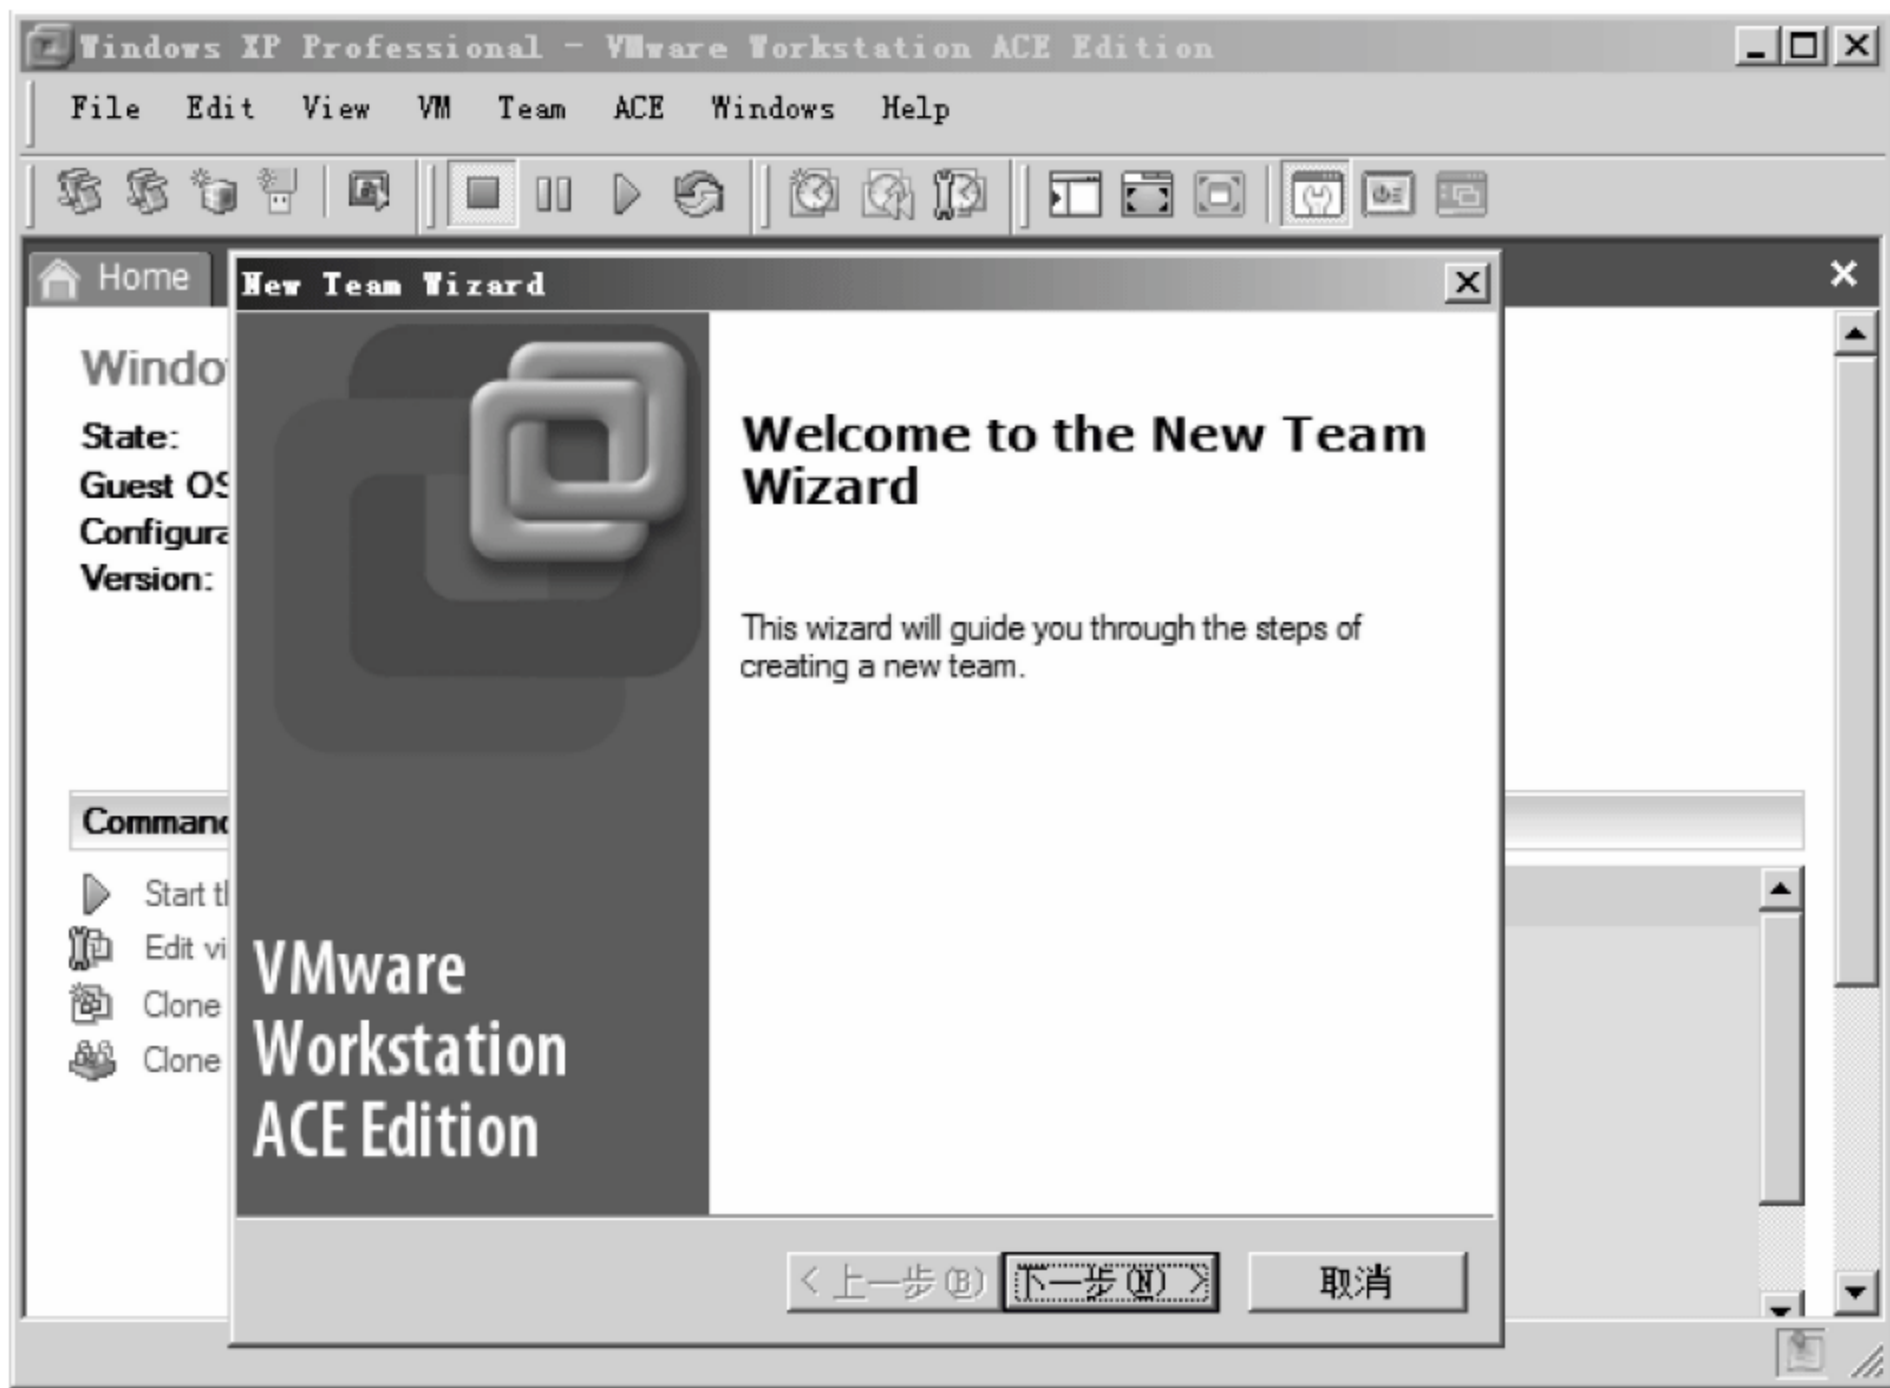 Windows XP Professional - VMware Workstation ACE Edition
File Edit View VM Team ACE Windows Help
Home
New Team Wizard
Windo
State:
Guest OS
Configura
Version:
Welcome to the New Team
Wizard
This wizard will guide you through the steps of
creating a new team.
Comman
Start t
Edit vi
Clone
Clone
VMware
Workstation
ACE Edition
< 上一步(B)
下一步(N) >
取消